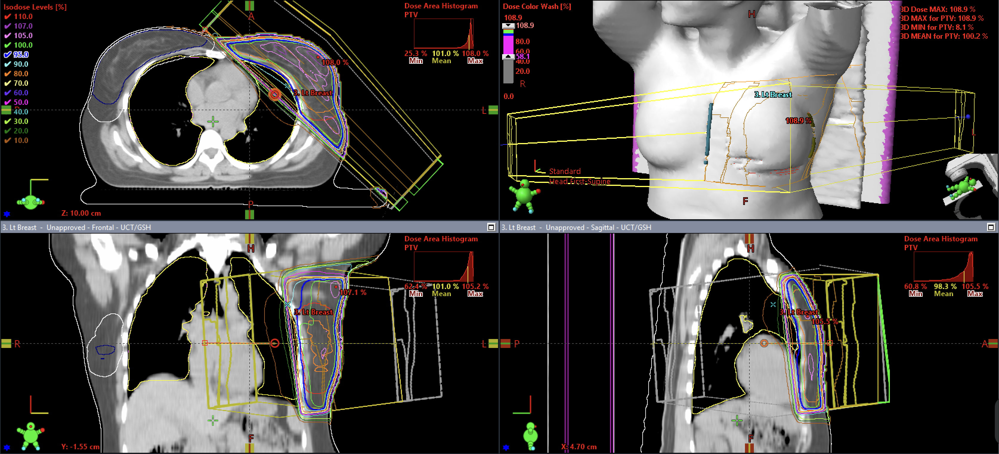 Isodose Levels [%]
110.0
107.0
105.0
100.0
95.0
90.0
80.0
70.0
60.0
50.0
40.0
30.0
20.0
10.0
A
Dose Area Histogram
PTV
25.3 % 101.0 % 108.0 %
Min Mean Max
108.0 %
3. Lt Breast
L
P
Z: 10.00 cm
Dose Color Wash [%]
108.9
108.9
80.0
60.0
58.1
40.0
20.0
R
0.0
H
3D Dose MAX: 108.9 %
3D MAX for PTV: 108.9 %
3D MIN for PTV: 8.1 %
3D MEAN for PTV: 100.2 %
3. Lt Breast
108.9 %
L
Standard
Head First-Supine
F
3. Lt Breast - Unapproved - Frontal - UCT/GSH
H
Dose Area Histogram
PTV
62.4 % 101.0 % 105.2 %
Min Mean Max
107.1 %
3. Lt Breast
R
L
F
Y: -1.55 cm
3. Lt Breast - Unapproved - Sagittal - UCT/GSH
H
Dose Area Histogram
PTV
60.8 % 98.3 % 105.5 %
Min Mean Max
3. Lt Breast
105.5 %
P
A
F
X: 4.70 cm